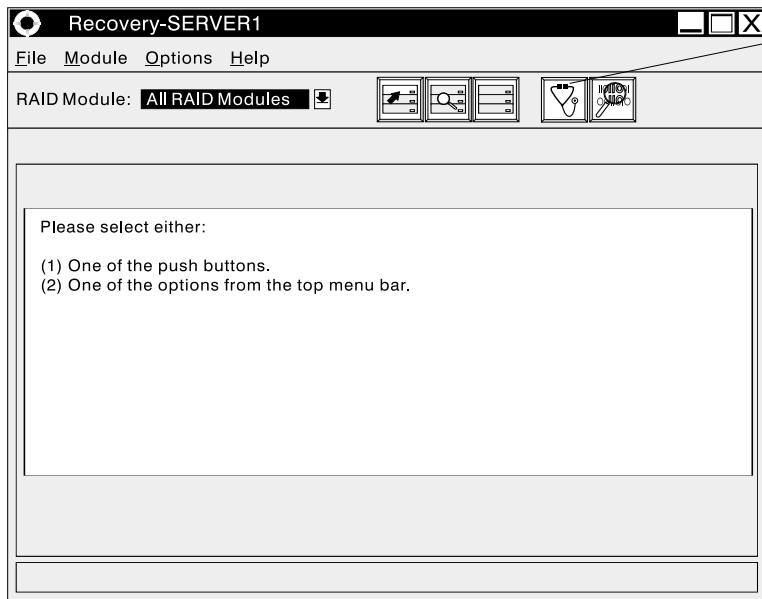 Recovery-SERVER1
File Module Options Help
RAID Module: All RAID Modules
Please select either:
(1) One of the push buttons.
(2) One of the options from the top menu bar.